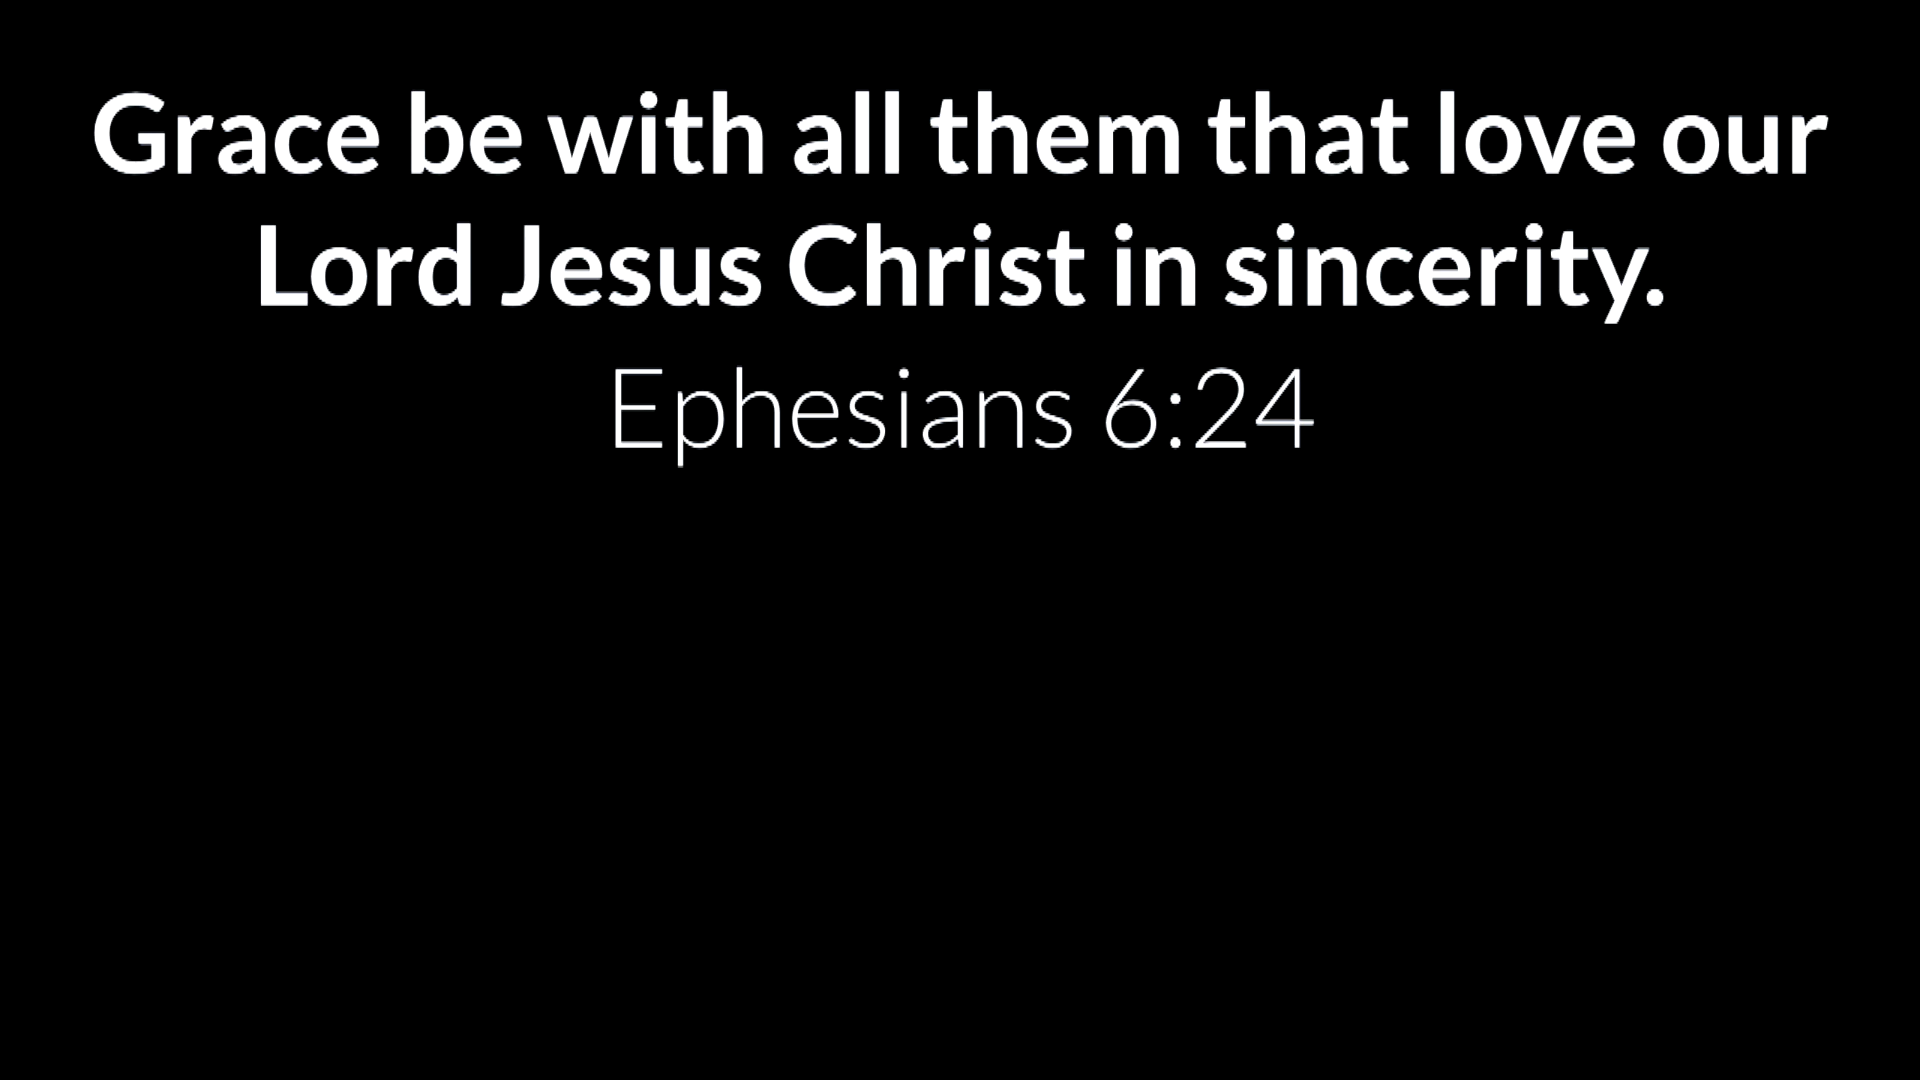 Grace be with all them that love our
Lord Jesus Christ in sincerity.
Ephesians 6:24